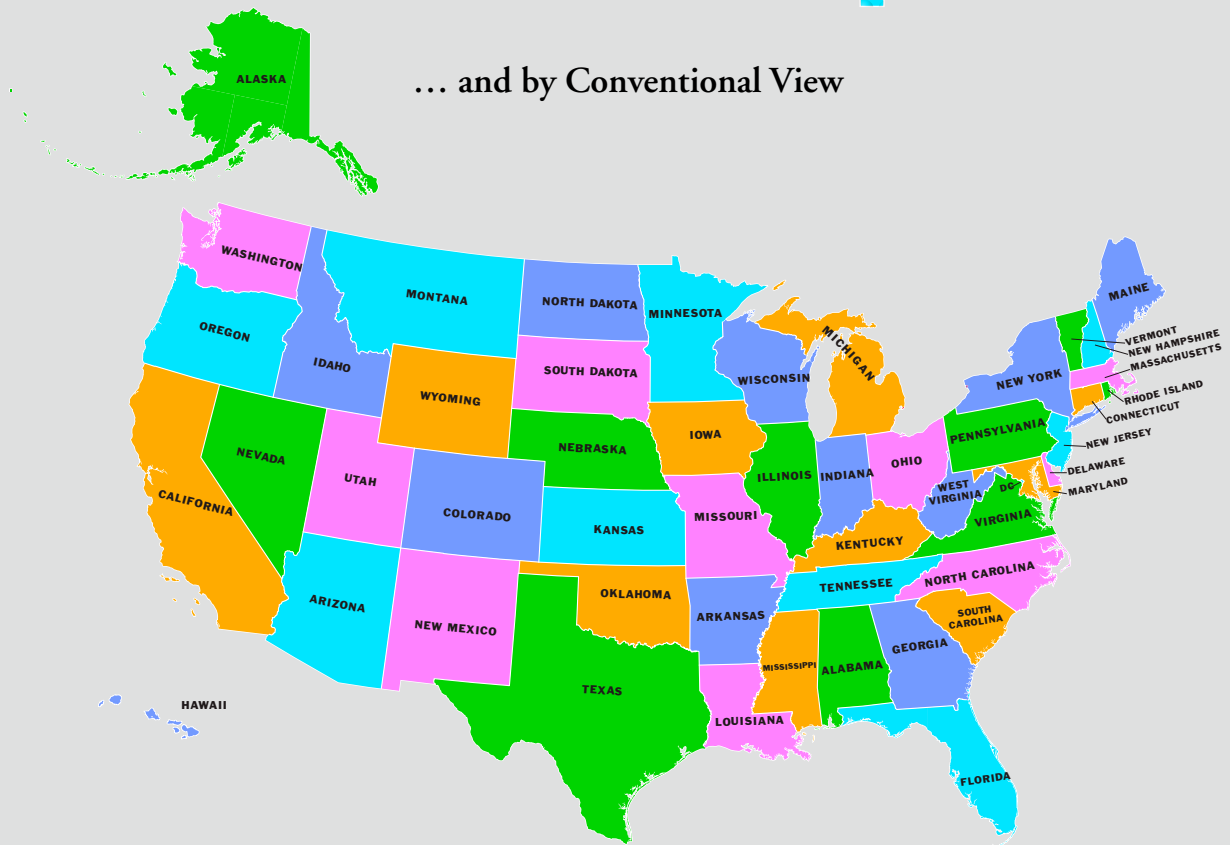 … and by Conventional View
ALASKA
WASHINGTON
MONTANA
NORTH DAKOTA
MINNESOTA
MAINE
OREGON
IDAHO
MICHIGAN
VERMONT
NEW HAMPSHIRE
MASSACHUSETTS
SOUTH DAKOTA
WISCONSIN
NEW YORK
WYOMING
RHODE ISLAND
CONNECTICUT
IOWA
PENNSYLVANIA
NEW JERSEY
NEVADA
NEBRASKA
OHIO
DELAWARE
UTAH
ILLINOIS
INDIANA
WEST
VIRGINIA
DC
MARYLAND
CALIFORNIA
COLORADO
KANSAS
MISSOURI
VIRGINIA
KENTUCKY
ARIZONA
OKLAHOMA
TENNESSEE
NORTH CAROLINA
NEW MEXICO
ARKANSAS
SOUTH
CAROLINA
GEORGIA
MISSISSIPPI
ALABAMA
TEXAS
HAWAII
LOUISIANA
FLORIDA